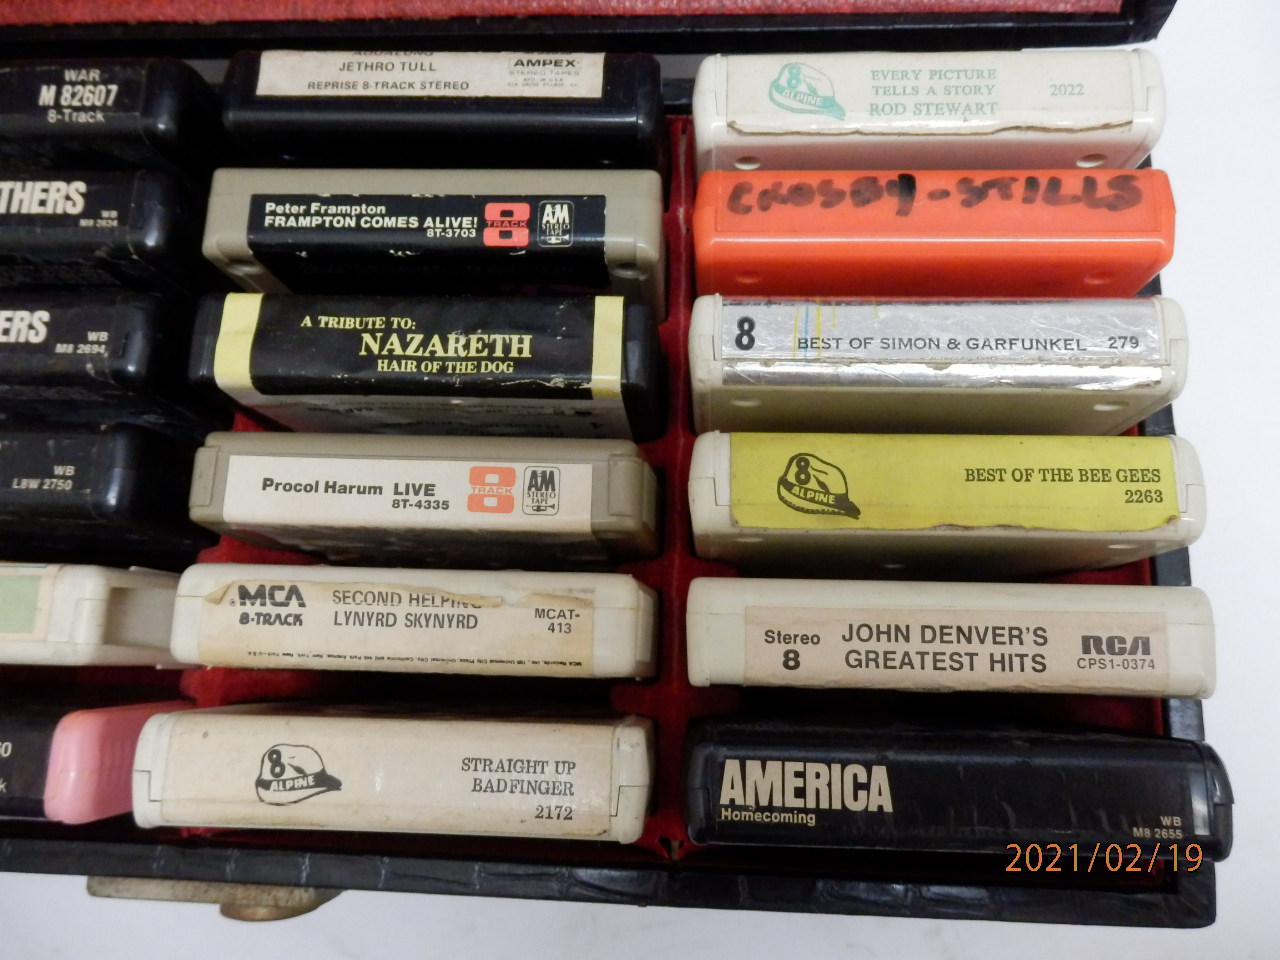 WAR
M 82607
8-Track
THERS
WB
M8 2634
ERS
WB
M8 2694
WB
L8W 2750
AQUALUNG
JETHRO TULL
REPRISE 8-TRACK STEREO
AMPEX
STEREO TAPES
Peter Frampton
FRAMPTON COMES ALIVE!
8T-3703
8
TRACK
A&M
STEREO
TAPE
A TRIBUTE TO:
NAZARETH
HAIR OF THE DOG
Procol Harum LIVE
8T-4335
8
TRACK
A&M
STEREO
TAPE
MCA
8-TRACK
SECOND HELPING
LYNYRD SKYNYRD
MCAT-
413
8
ALPINE
STRAIGHT UP
BADFINGER
2172
8
ALPINE
EVERY PICTURE
TELLS A STORY
ROD STEWART
2022
CROSBY-STILLS
8 BEST OF SIMON & GARFUNKEL 279
8
ALPINE
BEST OF THE BEE GEES
2263
Stereo
8
JOHN DENVER'S
GREATEST HITS
RCA
CPS1-0374
AMERICA
Homecoming
WB
M8 2655
2021/02/19